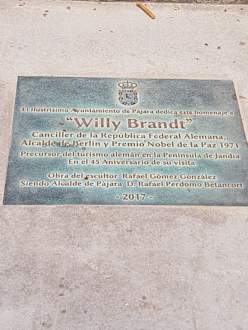 El Ilustrísimo Ayuntamiento de Pájara dedica este homenaje a
"Willy Brandt"
Canciller de la República Federal Alemana,
Alcalde de Berlín y Premio Nobel de la Paz 1971
Precursor del turismo alemán en la Península de Jandía
En el 45 Aniversario de su visita
Obra del escultor Rafael Gómez González
Siendo Alcalde de Pájara D. Rafael Perdomo Betancort
- 2017 -